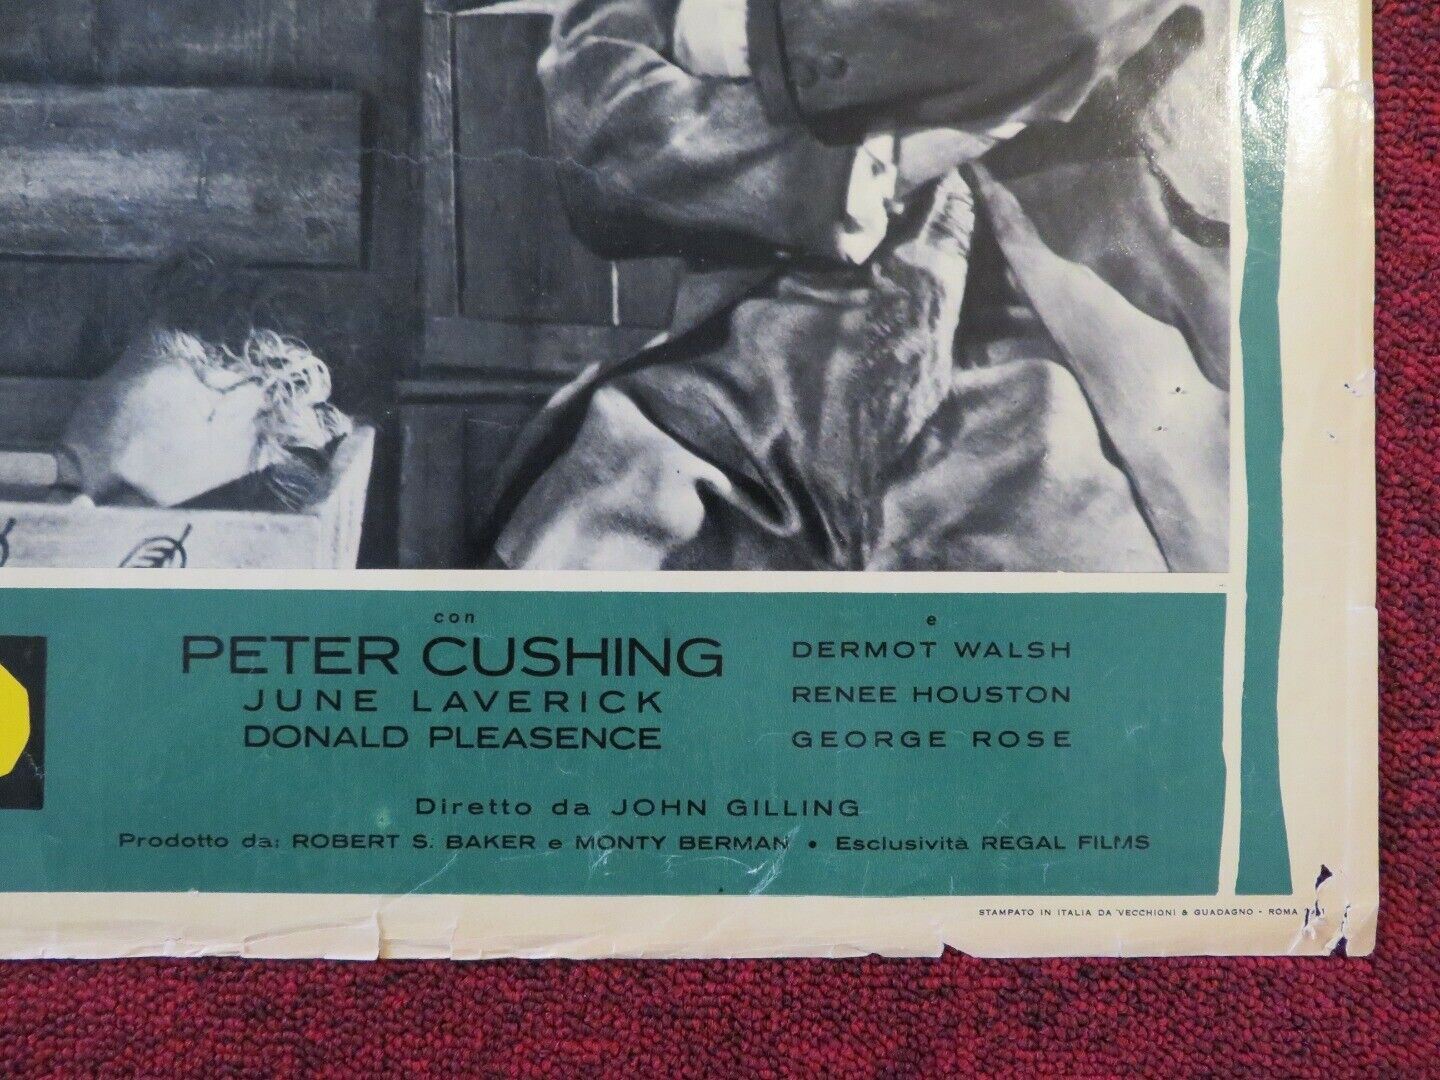 con
PETER CUSHING
JUNE LAVERICK
DONALD PLEASENCE
e
DERMOT WALSH
RENEE HOUSTON
GEORGE ROSE
Diretto da JOHN GILLING
Prodotto da: ROBERT S. BAKER e MONTY BERMAN • Esclusività REGAL FILMS
STAMPATO IN ITALIA DA VECCHIONI & GUADAGNO - ROMA